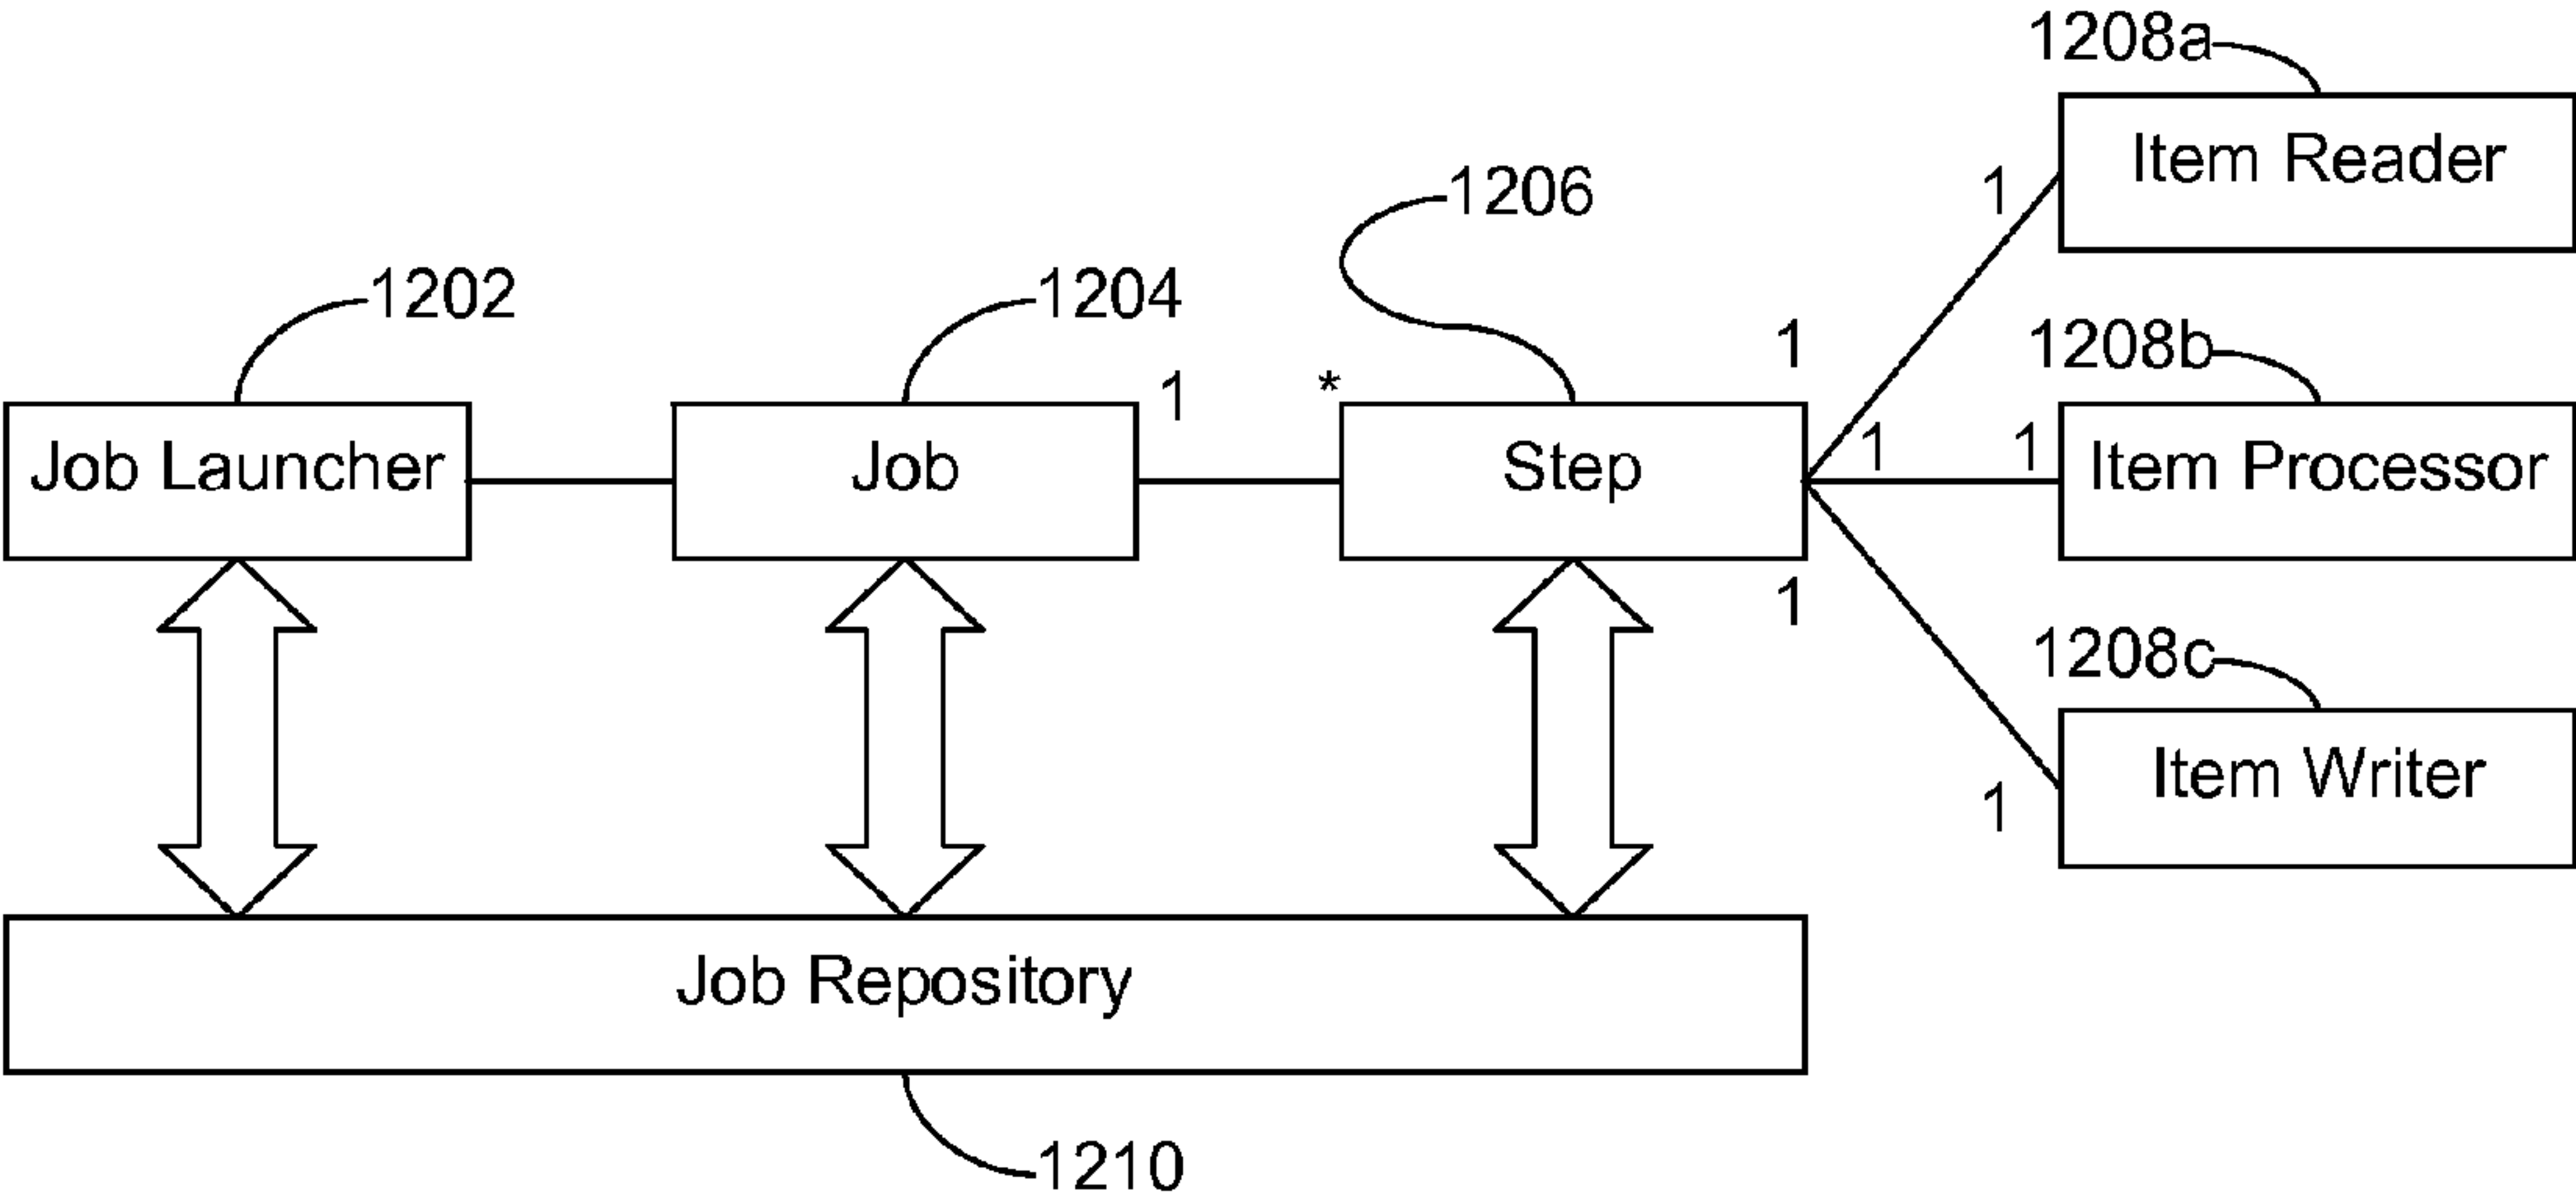 1208a
Item Reader
1206
1
1202
1204
1
1208b
1
*
Job Launcher
Job
Step
1
1
Item Processor
1
1208c
Item Writer
1
Job Repository
1210